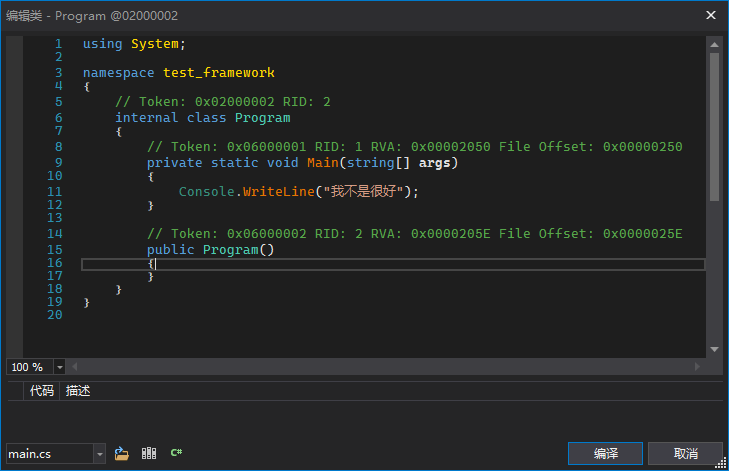 编辑类 - Program @02000002
1 using System;
2
3 namespace test_framework
4 {
5 // Token: 0x02000002 RID: 2
6 internal class Program
7 {
8 // Token: 0x06000001 RID: 1 RVA: 0x00002050 File Offset: 0x00000250
9 private static void Main(string[] args)
10 {
11 Console.WriteLine("我不是很好");
12 }
13
14 // Token: 0x06000002 RID: 2 RVA: 0x0000205E File Offset: 0x0000025E
15 public Program()
16 {
17 }
18 }
19 }
20
100 %
代码 描述
main.cs C# 编译 取消